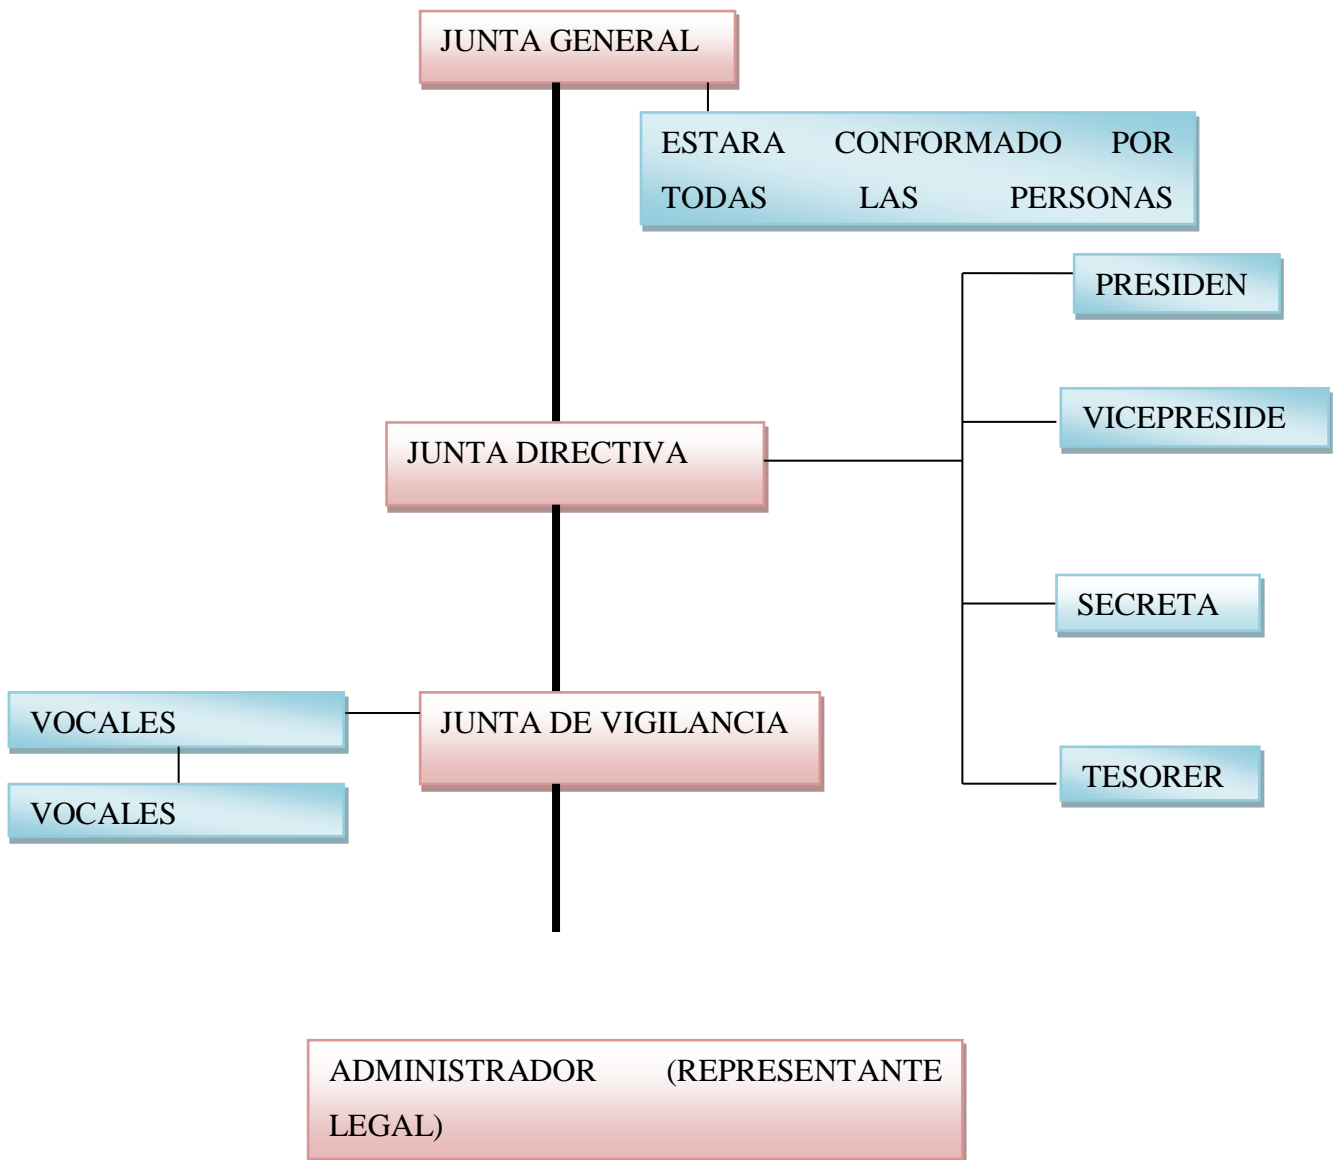 JUNTA GENERAL
ESTARA CONFORMADO POR
TODAS LAS PERSONAS
PRESIDEN
VICEPRESIDE
JUNTA DIRECTIVA
SECRETA
VOCALES
JUNTA DE VIGILANCIA
TESORER
VOCALES
ADMINISTRADOR (REPRESENTANTE
LEGAL)